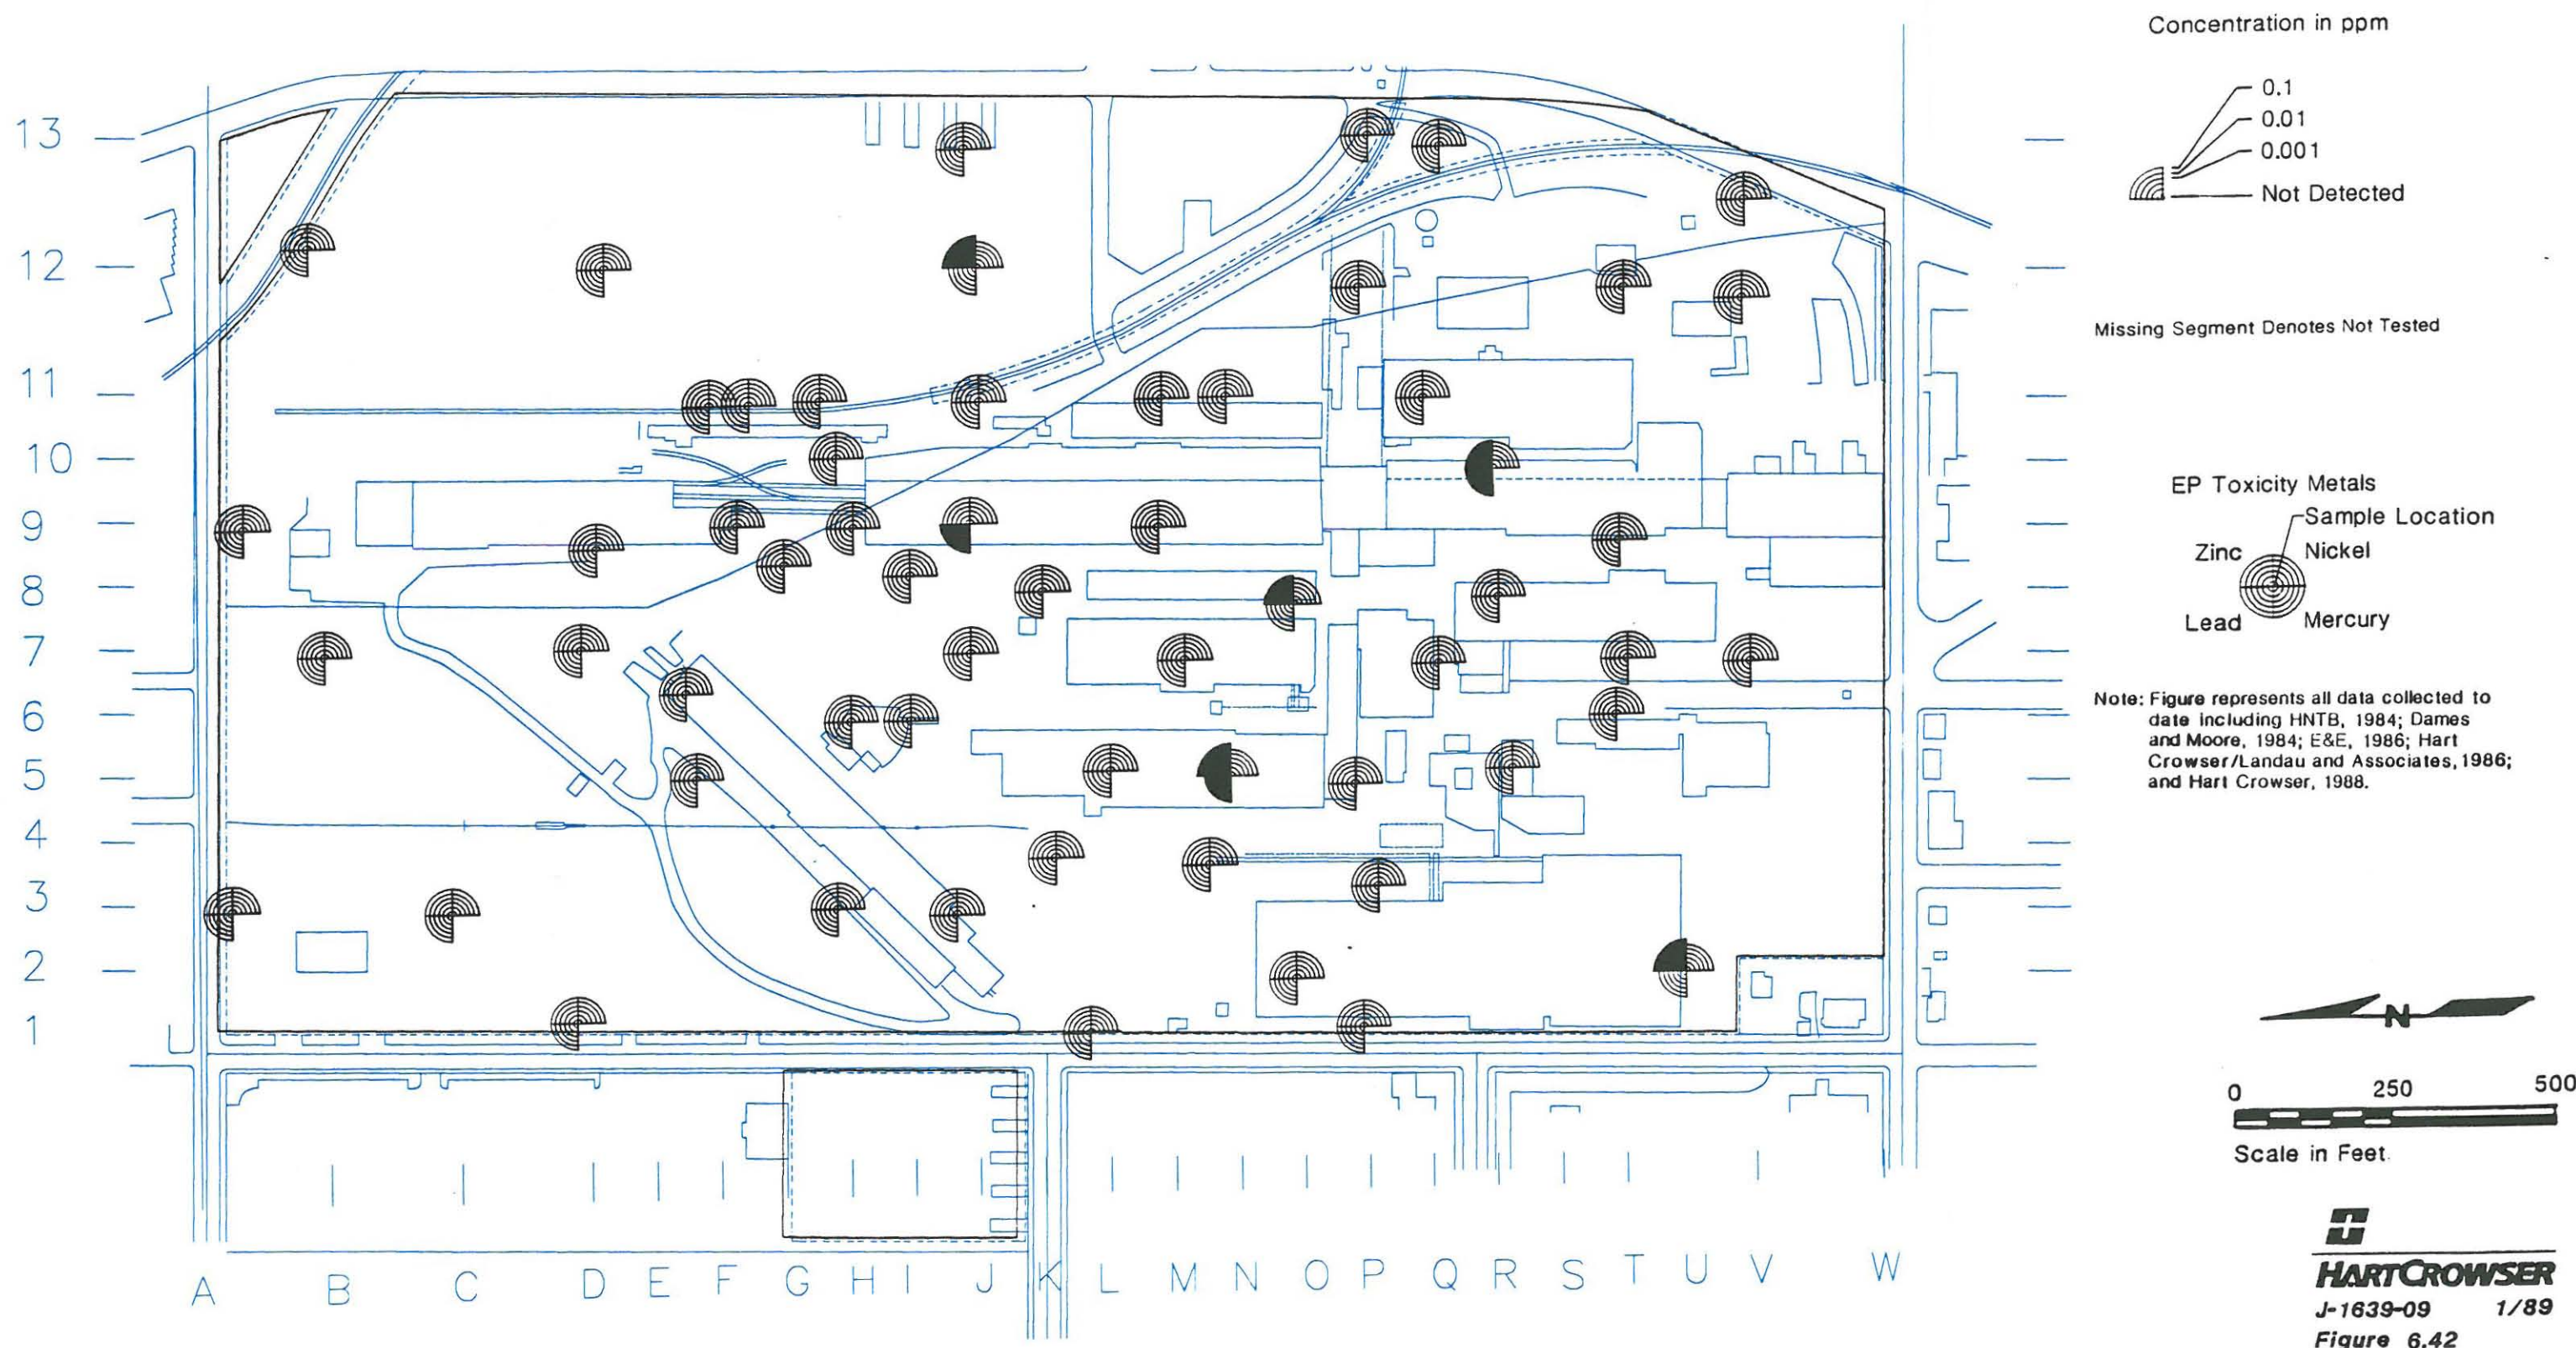 Concentration in ppm
0.1
0.01
0.001
Not Detected
Missing Segment Denotes Not Tested
EP Toxicity Metals
Sample Location
Zinc
Nickel
Lead
Mercury
Note: Figure represents all data collected to
date including HNTB, 1984; Dames
and Moore, 1984; E&E, 1986; Hart
Crowser/Landau and Associates, 1986;
and Hart Crowser, 1988.
13
12
11
10
9
8
7
6
5
4
3
2
1
A B C D E F G H I J K L M N O P Q R S T U V W
N
0 250 500
Scale in Feet
HARTCROWSER
J-1639-09 1/89
Figure 6.42